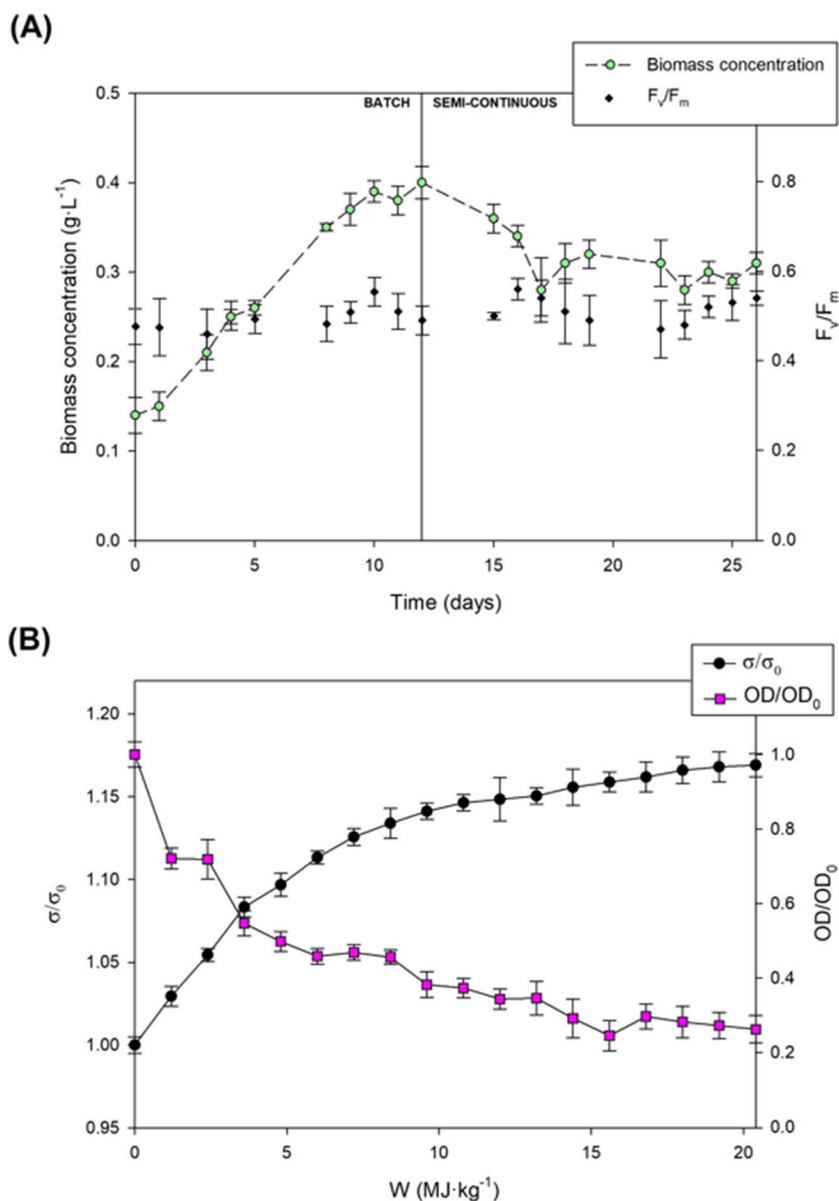 (A)
Biomass concentration
Fv/Fm
BATCH
SEMI-CONTINUOUS
0.5
0.4
0.3
0.2
0.1
0.0
Biomass concentration (g·L-1)
0.8
0.6
0.4
0.2
0.0
Fv/Fm
0
5
10
15
20
25
Time (days)
(B)
σ/σ0
OD/OD0
1.20
1.15
1.10
1.05
1.00
0.95
σ/σ0
1.0
0.8
0.6
0.4
0.2
0.0
OD/OD0
0
5
10
15
20
W (MJ·kg-1)